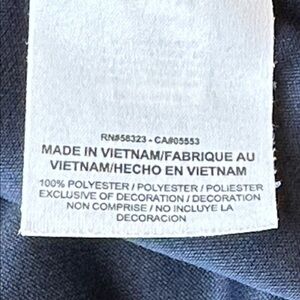 RN#58323 - CA#05553
MADE IN VIETNAM/FABRIQUE AU
VIETNAM/HECHO EN VIETNAM
100% POLYESTER / POLYESTER / POLIESTER
EXCLUSIVE OF DECORATION / DECORATION
NON COMPRISE / NO INCLUYE LA
DECORACION